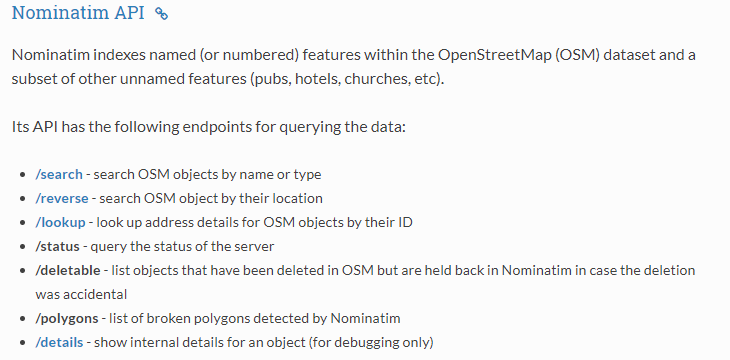 Nominatim API
Nominatim indexes named (or numbered) features within the OpenStreetMap (OSM) dataset and a
subset of other unnamed features (pubs, hotels, churches, etc).
Its API has the following endpoints for querying the data:
• /search - search OSM objects by name or type
• /reverse - search OSM object by their location
• /lookup - look up address details for OSM objects by their ID
• /status - query the status of the server
• /deletable - list objects that have been deleted in OSM but are held back in Nominatim in case the deletion
was accidental
• /polygons - list of broken polygons detected by Nominatim
• /details - show internal details for an object (for debugging only)